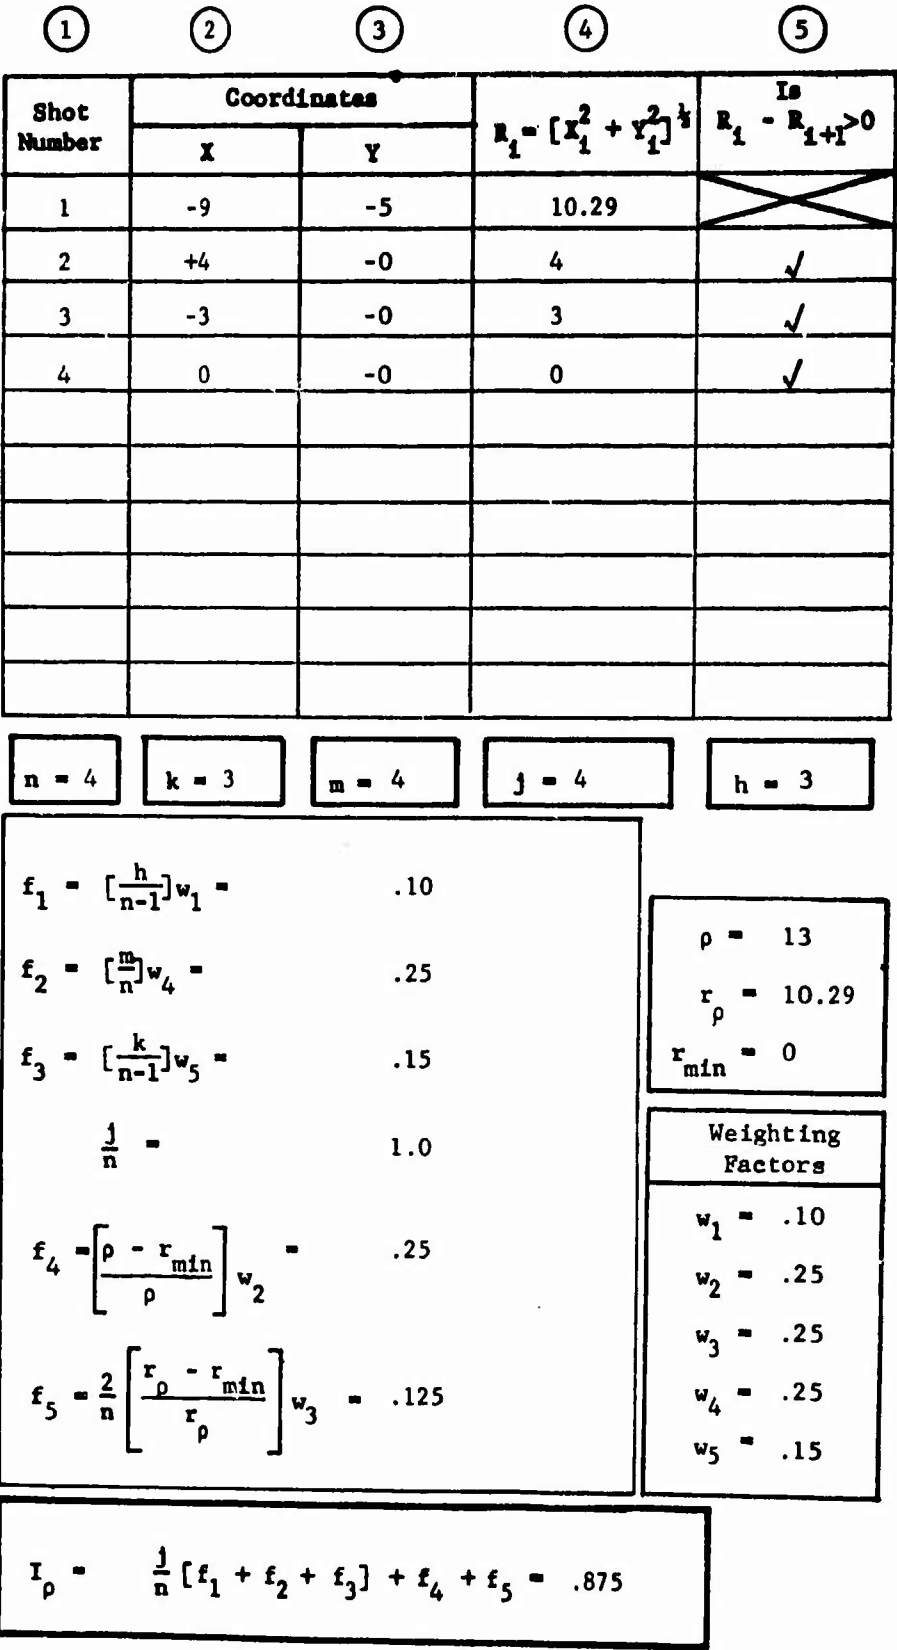 1 2 3 4 5
Shot Number Coordinates R_i = [X_i^2 + Y_i^2]^½ Is R_i - R_{i+1}>0
X Y
1 -9 -5 10.29
2 +4 -0 4 ✓
3 -3 -0 3 ✓
4 0 -0 0 ✓
n = 4 k = 3 m = 4 j = 4 h = 3
f_1 = [h/n-1]w_1 = .10
f_2 = [m/n]w_4 = .25
f_3 = [k/n-1]w_5 = .15
j/n = 1.0
f_4 = [ρ - r_min/ρ] w_2 = .25
f_5 = 2/n [r_ρ - r_min/r_ρ] w_3 = .125
ρ = 13
r_ρ = 10.29
r_min = 0
Weighting
Factors
w_1 = .10
w_2 = .25
w_3 = .25
w_4 = .25
w_5 = .15
I_ρ = j/n [f_1 + f_2 + f_3] + f_4 + f_5 = .875